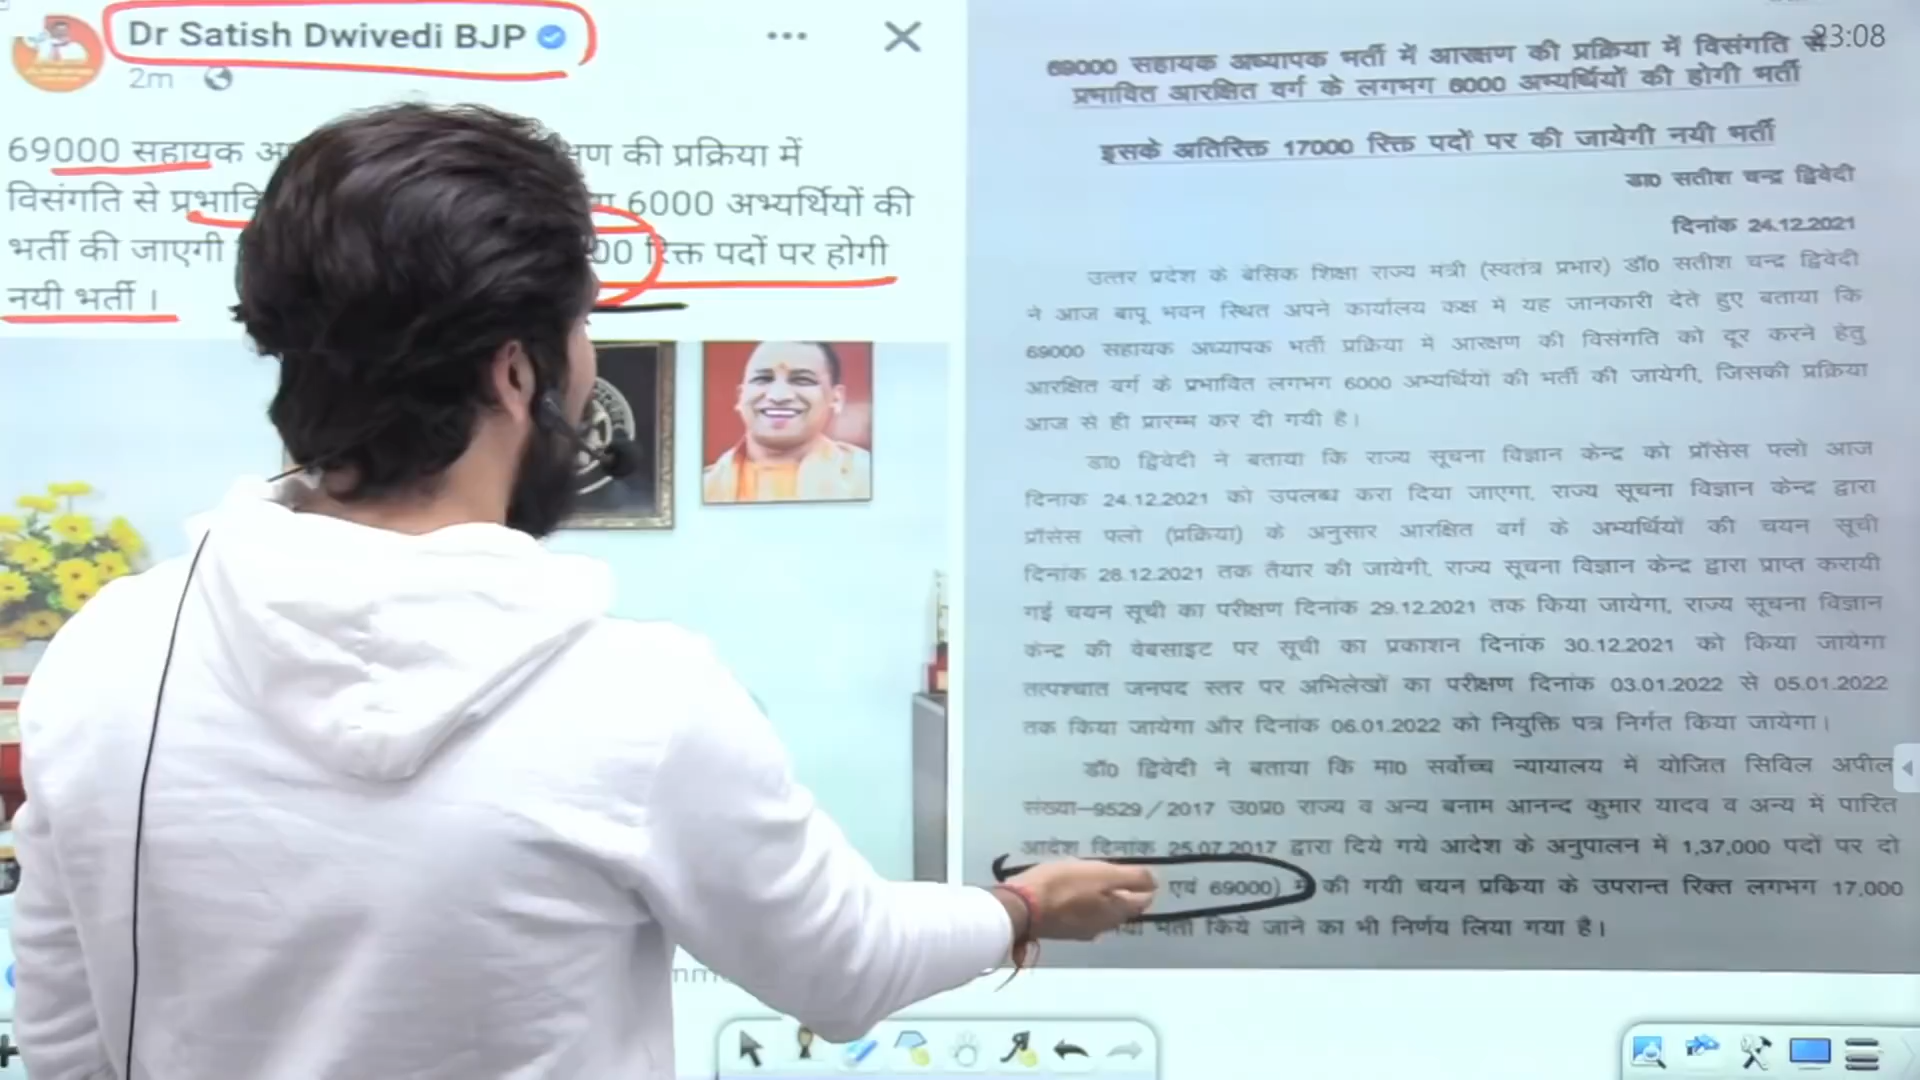 Dr Satish Dwivedi BJP
2m
69000 सहायक
की प्रक्रिया में
विसंगति से
6000 अभ्यर्थियों की
भर्ती की जाएगी
रिक्त पदों पर होगी
नयी भर्ती ।
23:08
69000 सहायक अध्यापक भर्ती में आरक्षण की प्रक्रिया में विसंगति से
प्रभावित आरक्षित वर्ग के लगभग 6000 अभ्यर्थियों की होगी भर्ती
इसके अतिरिक्त 17000 रिक्त पदों पर की जायेगी नयी भर्ती
डा0 सतीश चन्द्र द्विवेदी
दिनांक 24.12.2021
उत्तर प्रदेश के बेसिक शिक्षा राज्य मंत्री (स्वतंत्र प्रभार) डॉ0 सतीश चन्द्र द्विवेदी
ने आज बापू भवन स्थित अपने कार्यालय कक्ष में यह जानकारी देते हुए बताया कि
69000 सहायक अध्यापक भर्ती प्रक्रिया में आरक्षण की विसंगति को दूर करने हेतु
आरक्षित वर्ग के प्रभावित लगभग 6000 अभ्यर्थियों की भर्ती की जायेगी, जिसकी प्रक्रिया
आज से ही प्रारम्भ कर दी गयी है।
डा0 द्विवेदी ने बताया कि राज्य सूचना विज्ञान केन्द्र को प्रॉसेस फ्लो आज
दिनांक 24.12.2021 को उपलब्ध करा दिया जाएगा, राज्य सूचना विज्ञान केन्द्र द्वारा
प्रॉसेस फ्लो (प्रक्रिया) के अनुसार आरक्षित वर्ग के अभ्यर्थियों की चयन सूची
दिनांक 28.12.2021 तक तैयार की जायेगी, राज्य सूचना विज्ञान केन्द्र द्वारा प्राप्त करायी
गई चयन सूची का परीक्षण दिनांक 29.12.2021 तक किया जायेगा, राज्य सूचना विज्ञान
केन्द्र की वेबसाइट पर सूची का प्रकाशन दिनांक 30.12.2021 को किया जायेगा
तत्पश्चात जनपद स्तर पर अभिलेखों का परीक्षण दिनांक 03.01.2022 से 05.01.2022
तक किया जायेगा और दिनांक 06.01.2022 को नियुक्ति पत्र निर्गत किया जायेगा।
डॉ0 द्विवेदी ने बताया कि मा0 सर्वोच्च न्यायालय में योजित सिविल अपील
संख्या-9529/2017 उ0प्र0 राज्य व अन्य बनाम आनन्द कुमार यादव व अन्य में पारित
आदेश दिनांक 25.07.2017 द्वारा दिये गये आदेश के अनुपालन में 1,37,000 पदों पर दो
एवं 69000) में की गयी चयन प्रकिया के उपरान्त रिक्त लगभग 17,000
किये जाने का भी निर्णय लिया गया है।